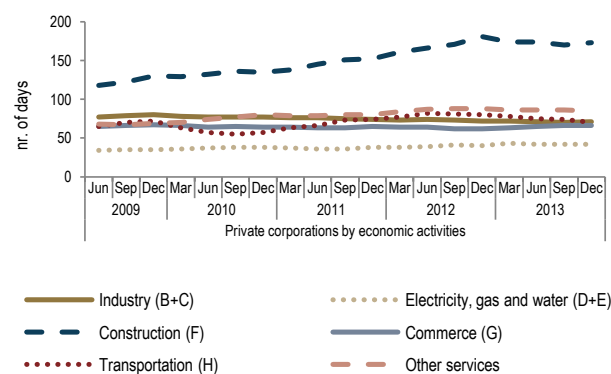 nr. of days
200
150
100
50
0
Jun Sep Dec Mar Jun Sep Dec Mar Jun Sep Dec Mar Jun Sep Dec Mar Jun Sep Dec
2009 2010 2011 2012 2013
Private corporations by economic activities
Industry (B+C) Electricity, gas and water (D+E)
Construction (F) Commerce (G)
Transportation (H) Other services